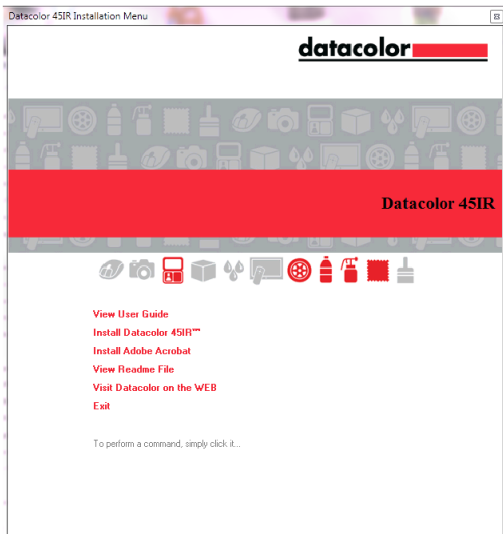 Datacolor 45IR Installation Menu
datacolor
Datacolor 45IR
View User Guide
Install Datacolor 45IR™
Install Adobe Acrobat
View Readme File
Visit Datacolor on the WEB
Exit
To perform a command, simply click it...